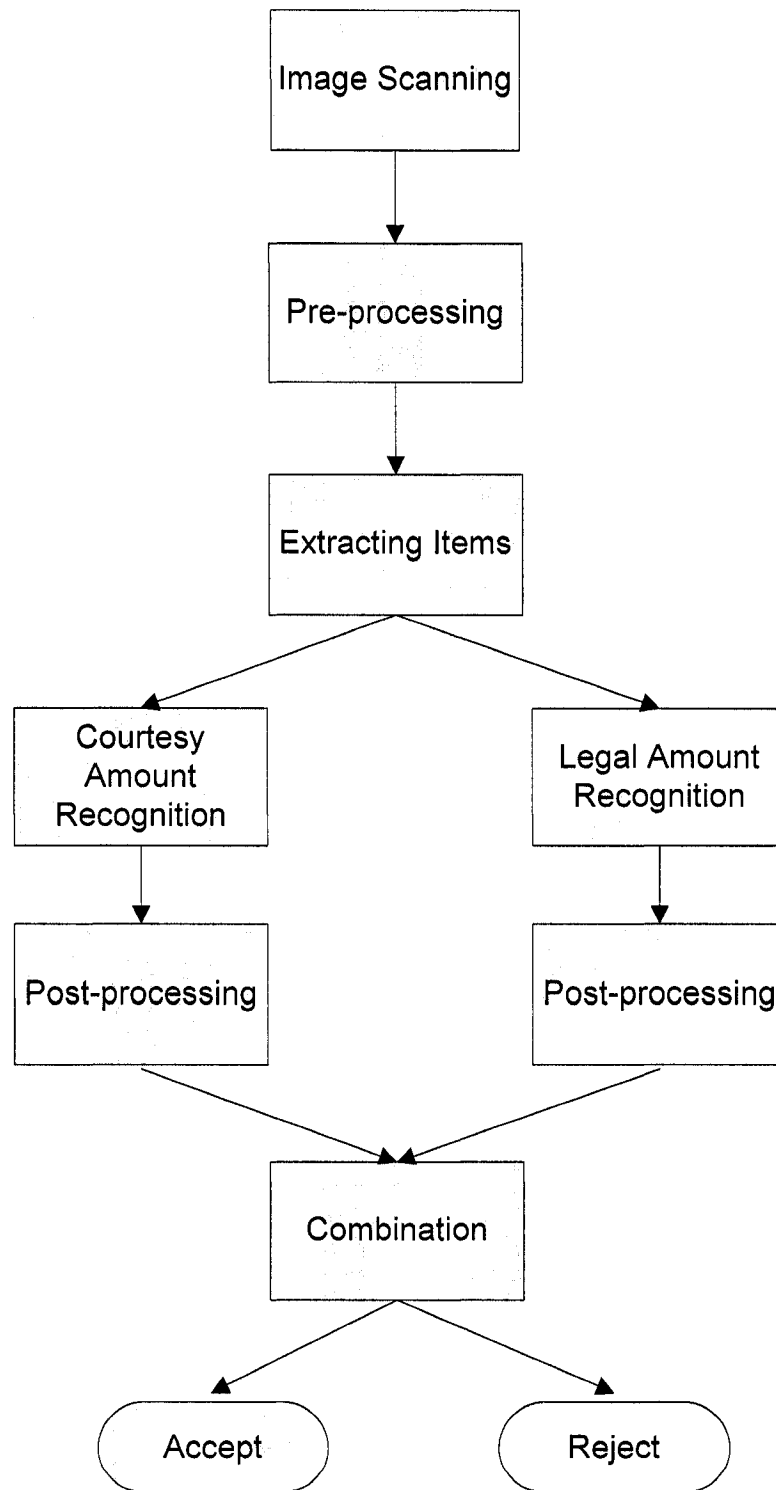 Image Scanning
Pre-processing
Extracting Items
Courtesy
Amount
Recognition
Legal Amount
Recognition
Post-processing
Post-processing
Combination
Accept
Reject